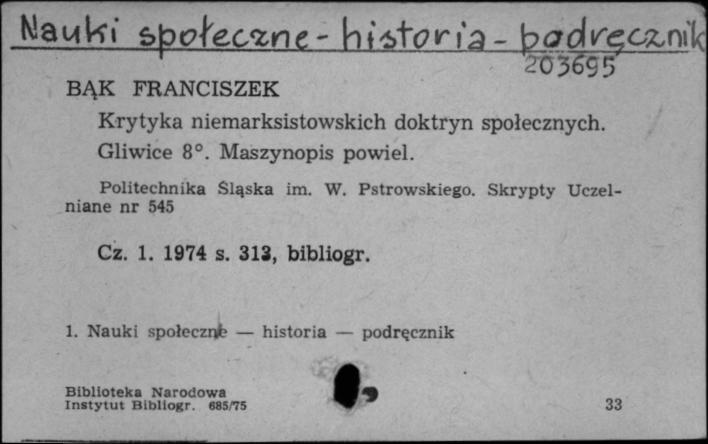 Nauki społeczne - historia - podręcznik
203695
BĄK FRANCISZEK
Krytyka niemarksistowskich doktryn społecznych.
Gliwice 8°. Maszynopis powiel.
Politechnika Śląska im. W. Pstrowskiego. Skrypty Uczel-
niane nr 545
Cz. 1. 1974 s. 313, bibliogr.
1. Nauki społeczne — historia — podręcznik
Biblioteka Narodowa
Instytut Bibliogr. 685/75
33